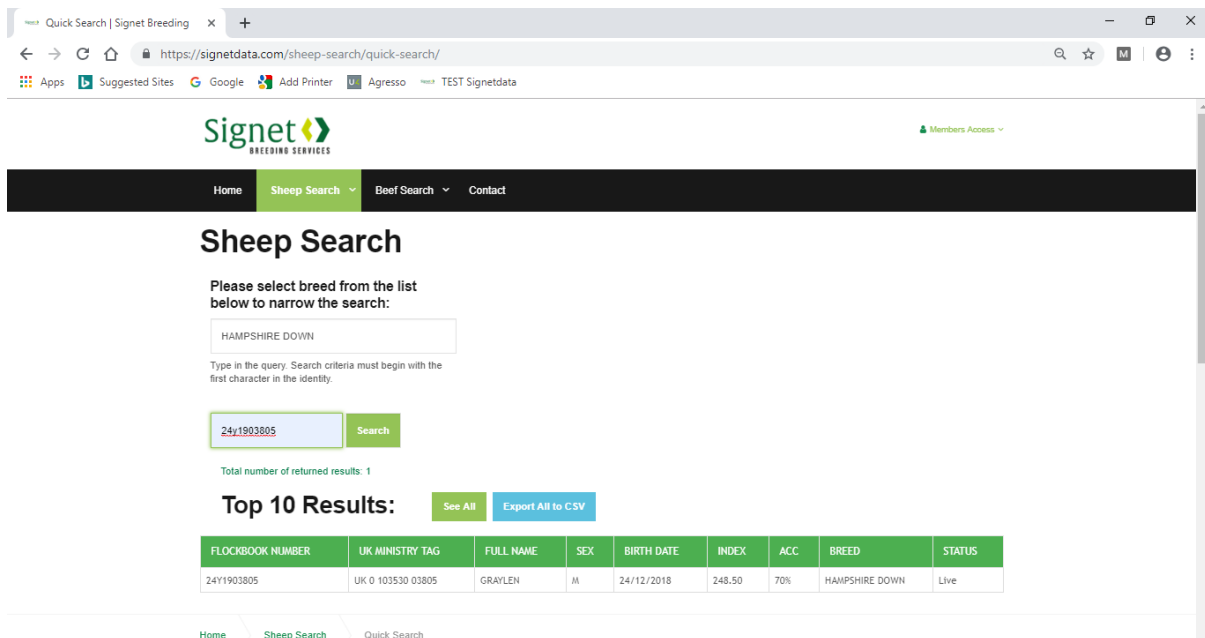 Quick Search | Signet Breeding
https://signetdata.com/sheep-search/quick-search/
M
Apps Suggested Sites Google Add Printer Agresso TEST Signetdata
Signet
BREEDING SERVICES
Members Access
Home Sheep Search Beef Search Contact
Sheep Search
Please select breed from the list
below to narrow the search:
HAMPSHIRE DOWN
Type in the query. Search criteria must begin with the
first character in the identity.
24y1903805 Search
Total number of returned results: 1
Top 10 Results: See All Export All to CSV
FLOCKBOOK NUMBER UK MINISTRY TAG FULL NAME SEX BIRTH DATE INDEX ACC BREED STATUS
24Y1903805 UK 0 103530 03805 GRAYLEN M 24/12/2018 248.50 70% HAMPSHIRE DOWN Live
Home Sheep Search Quick Search